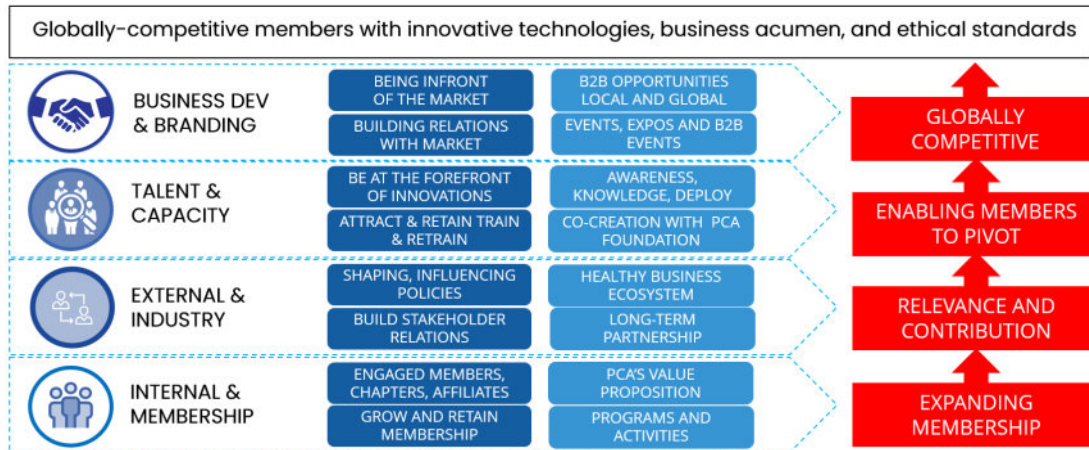 Globally-competitive members with innovative technologies, business acumen, and ethical standards
BUSINESS DEV
& BRANDING
BEING INFRONT
OF THE MARKET
B2B OPPORTUNITIES
LOCAL AND GLOBAL
BUILDING RELATIONS
WITH MARKET
EVENTS, EXPOS AND B2B
EVENTS
GLOBALLY
COMPETITIVE
TALENT &
CAPACITY
BE AT THE FOREFRONT
OF INNOVATIONS
AWARENESS,
KNOWLEDGE, DEPLOY
ATTRACT & RETAIN TRAIN
& RETRAIN
CO-CREATION WITH PCA
FOUNDATION
ENABLING MEMBERS
TO PIVOT
EXTERNAL &
INDUSTRY
SHAPING, INFLUENCING
POLICIES
HEALTHY BUSINESS
ECOSYSTEM
BUILD STAKEHOLDER
RELATIONS
LONG-TERM
PARTNERSHIP
RELEVANCE AND
CONTRIBUTION
INTERNAL &
MEMBERSHIP
ENGAGED MEMBERS,
CHAPTERS, AFFILIATES
PCA'S VALUE
PROPOSITION
GROW AND RETAIN
MEMBERSHIP
PROGRAMS AND
ACTIVITIES
EXPANDING
MEMBERSHIP